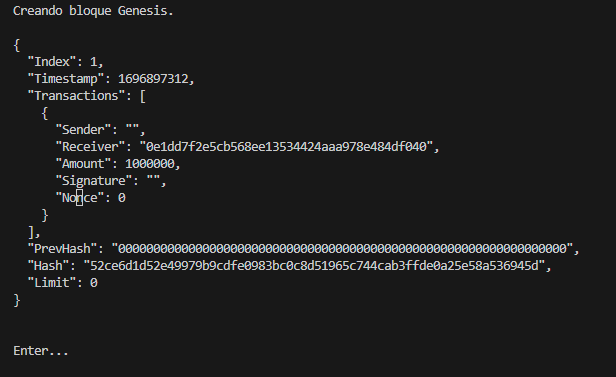 Creando bloque Genesis.
{
"Index": 1,
"Timestamp": 1696897312,
"Transactions": [
{
"Sender": "",
"Receiver": "0e1dd7f2e5cb568ee13534424aaa978e484df040",
"Amount": 1000000,
"Signature": "",
"Nonce": 0
}
],
"PrevHash": "0000000000000000000000000000000000000000000000000000000000000000",
"Hash": "52ce6d1d52e49979b9cdfe0983bc0c8d51965c744cab3ffde0a25e58a536945d",
"Limit": 0
}
Enter...